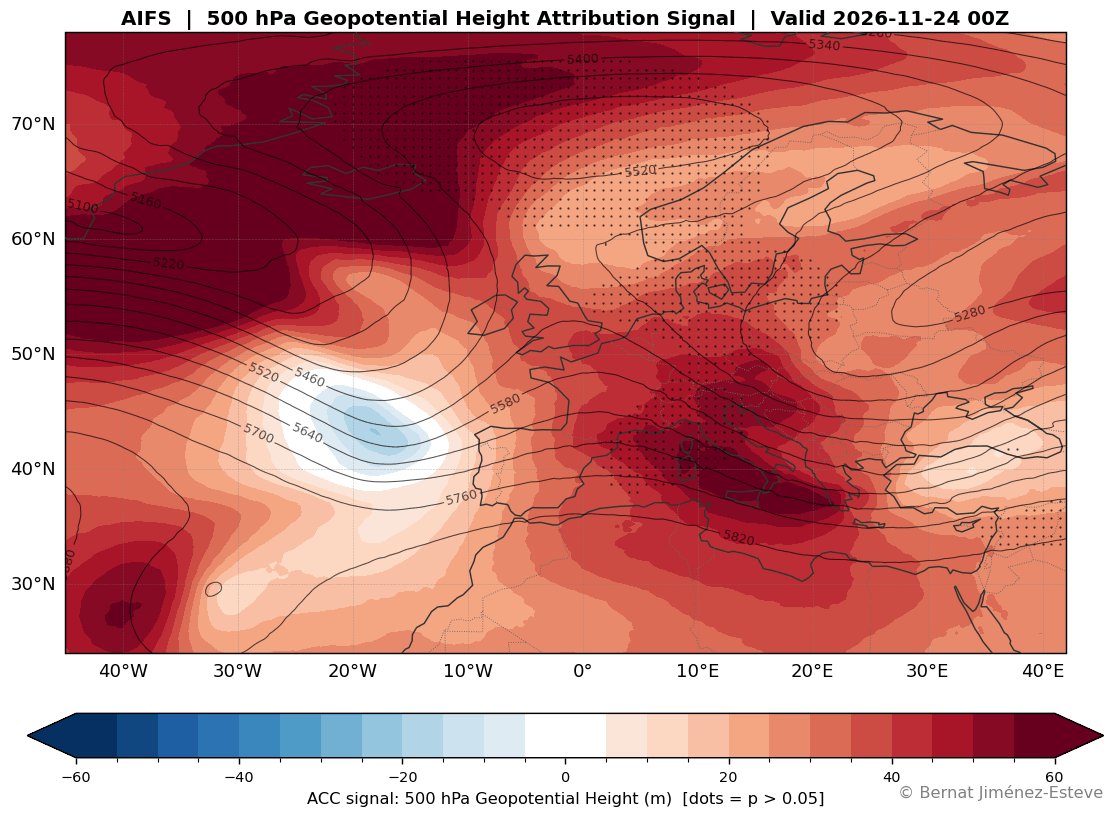 AIFS | 500 hPa Geopotential Height Attribution Signal | Valid 2026-11-24 00Z
5340
5400
70°N
5520
5100
5160
60°N
5220
5280
50°N
5520
5460
5580
5700
5640
40°N
5760
5820
30°N
40°W 30°W 20°W 10°W 0° 10°E 20°E 30°E 40°E
−60 −40 −20 0 20 40 60
ACC signal: 500 hPa Geopotential Height (m) [dots = p > 0.05]
© Bernat Jiménez-Esteve